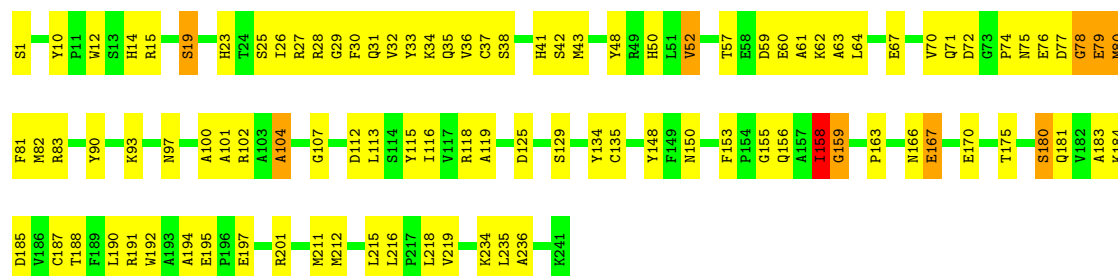 S1 Y10 P11 W12 S13 H14 R15 S19 H23 T24 S25 I26 R27 R28 G29 F30 Q31 V32 Y33 K34 Q35 V36 C37 S38 H41 S42 M43 Y48 R49 H50 L51 V52 T57 E58 D59 E60 A61 K62 A63 L64 E67 V70 Q71 D72 G73 P74 N75 E76 D77 G78 E79 M80
F81 M82 R83 Y90 K93 N97 A100 A101 R102 A103 A104 G107 D112 L113 S114 Y115 I116 V117 R118 A119 D125 S129 Y134 C135 Y148 F149 N150 F153 P154 G155 Q156 A157 I158 G159 P163 N166 E167 E170 T175 S180 Q181 V182 A183 K184
D185 V186 C187 T188 F189 L190 R191 W192 A193 A194 E195 P196 E197 R201 M211 M212 L215 L216 P217 L218 V219 K234 L235 A236 K241